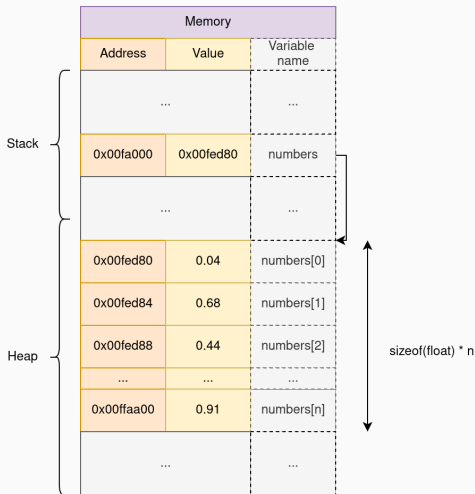 Memory
Address Value Variable
name
... ...
Stack
0x00fa000 0x00fed80 numbers
... ...
0x00fed80 0.04 numbers[0]
0x00fed84 0.68 numbers[1]
0x00fed88 0.44 numbers[2]
sizeof(float) * n
Heap
... ... ...
0x00ffaa00 0.91 numbers[n]
... ...